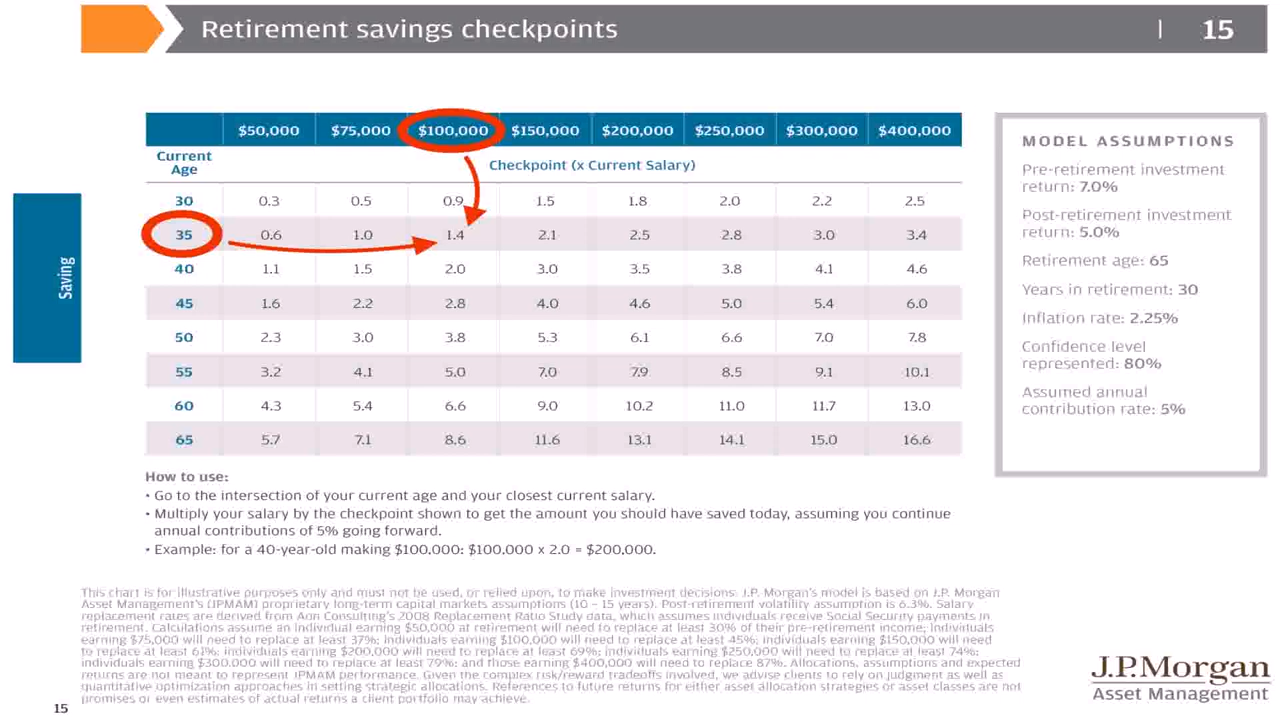 Retirement savings checkpoints | 15
$50,000 $75,000 $100,000 $150,000 $200,000 $250,000 $300,000 $400,000
Current
Age
Checkpoint (x Current Salary)
30 0.3 0.5 0.9 1.5 1.8 2.0 2.2 2.5
35 0.6 1.0 1.4 2.1 2.5 2.8 3.0 3.4
40 1.1 1.5 2.0 3.0 3.5 3.8 4.1 4.6
45 1.6 2.2 2.8 4.0 4.6 5.0 5.4 6.0
50 2.3 3.0 3.8 5.3 6.1 6.6 7.0 7.8
55 3.2 4.1 5.0 7.0 7.9 8.5 9.1 10.1
60 4.3 5.4 6.6 9.0 10.2 11.0 11.7 13.0
65 5.7 7.1 8.6 11.6 13.1 14.1 15.0 16.6
Saving
MODEL ASSUMPTIONS
Pre-retirement investment
return: 7.0%
Post-retirement investment
return: 5.0%
Retirement age: 65
Years in retirement: 30
Inflation rate: 2.25%
Confidence level
represented: 80%
Assumed annual
contribution rate: 5%
How to use:
• Go to the intersection of your current age and your closest current salary.
• Multiply your salary by the checkpoint shown to get the amount you should have saved today, assuming you continue
annual contributions of 5% going forward.
• Example: for a 40-year-old making $100,000: $100,000 x 2.0 = $200,000.
This chart is for illustrative purposes only and must not be used, or relied upon, to make investment decisions. J.P. Morgan's model is based on J.P. Morgan
Asset Management's (JPMAM) proprietary long-term capital markets assumptions (10 – 15 years). Post-retirement volatility assumption is 6.3%. Salary
replacement rates are derived from Aon Consulting's 2008 Replacement Ratio Study data, which assumes individuals receive Social Security payments in
retirement. Calculations assume an individual earning $50,000 at retirement will need to replace at least 30% of their pre-retirement income; individuals
earning $75,000 will need to replace at least 37%; individuals earning $100,000 will need to replace at least 45%; individuals earning $150,000 will need
to replace at least 61%; individuals earning $200,000 will need to replace at least 69%; individuals earning $250,000 will need to replace at least 74%;
individuals earning $300,000 will need to replace at least 79%; and those earning $400,000 will need to replace 87%. Allocations, assumptions and expected
returns are not meant to represent JPMAM performance. Given the complex risk/reward tradeoffs involved, we advise clients to rely on judgment as well as
quantitative optimization approaches in setting strategic allocations. References to future returns for either asset allocation strategies or asset classes are not
promises or even estimates of actual returns a client portfolio may achieve.
15
J.P.Morgan
Asset Management